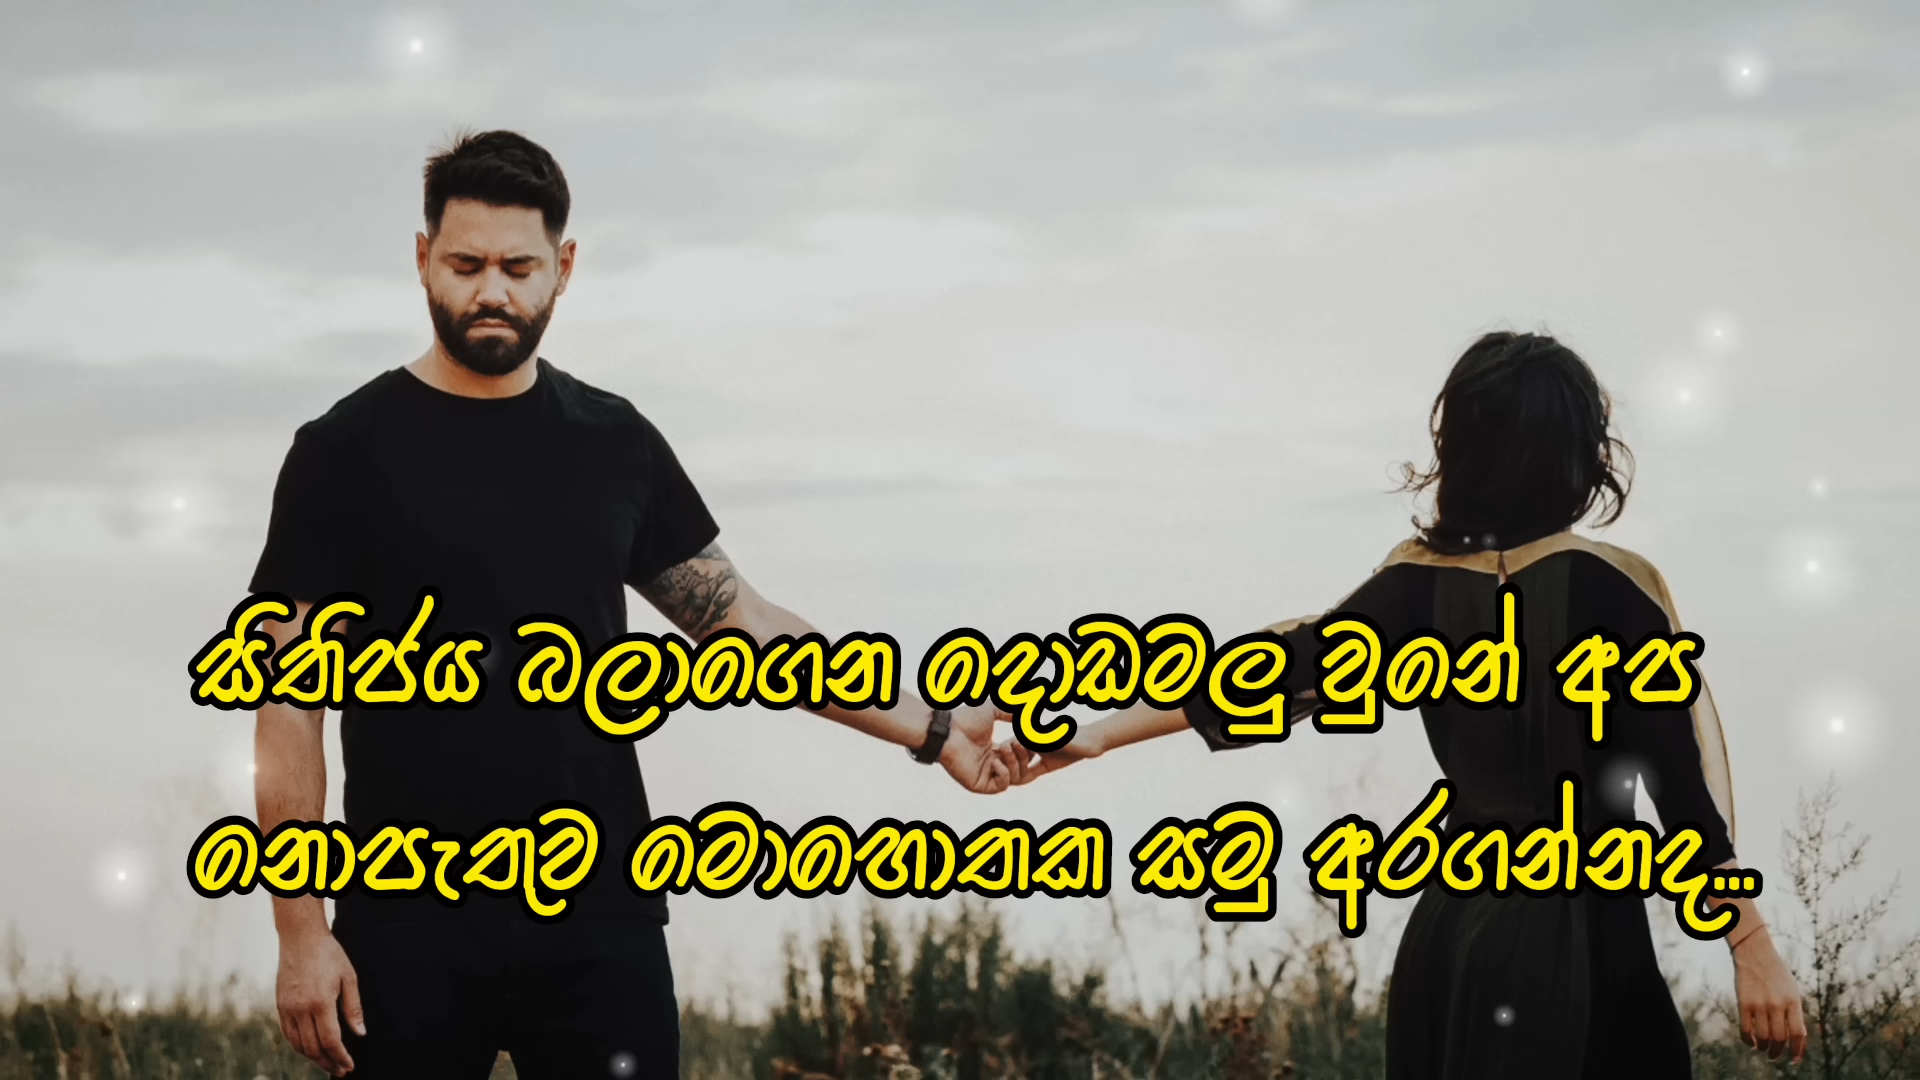 සිතිජය බලාගෙන දොඩමලු වුනේ අප
නොපැතුව මොහොතක සමු අරගන්නද...